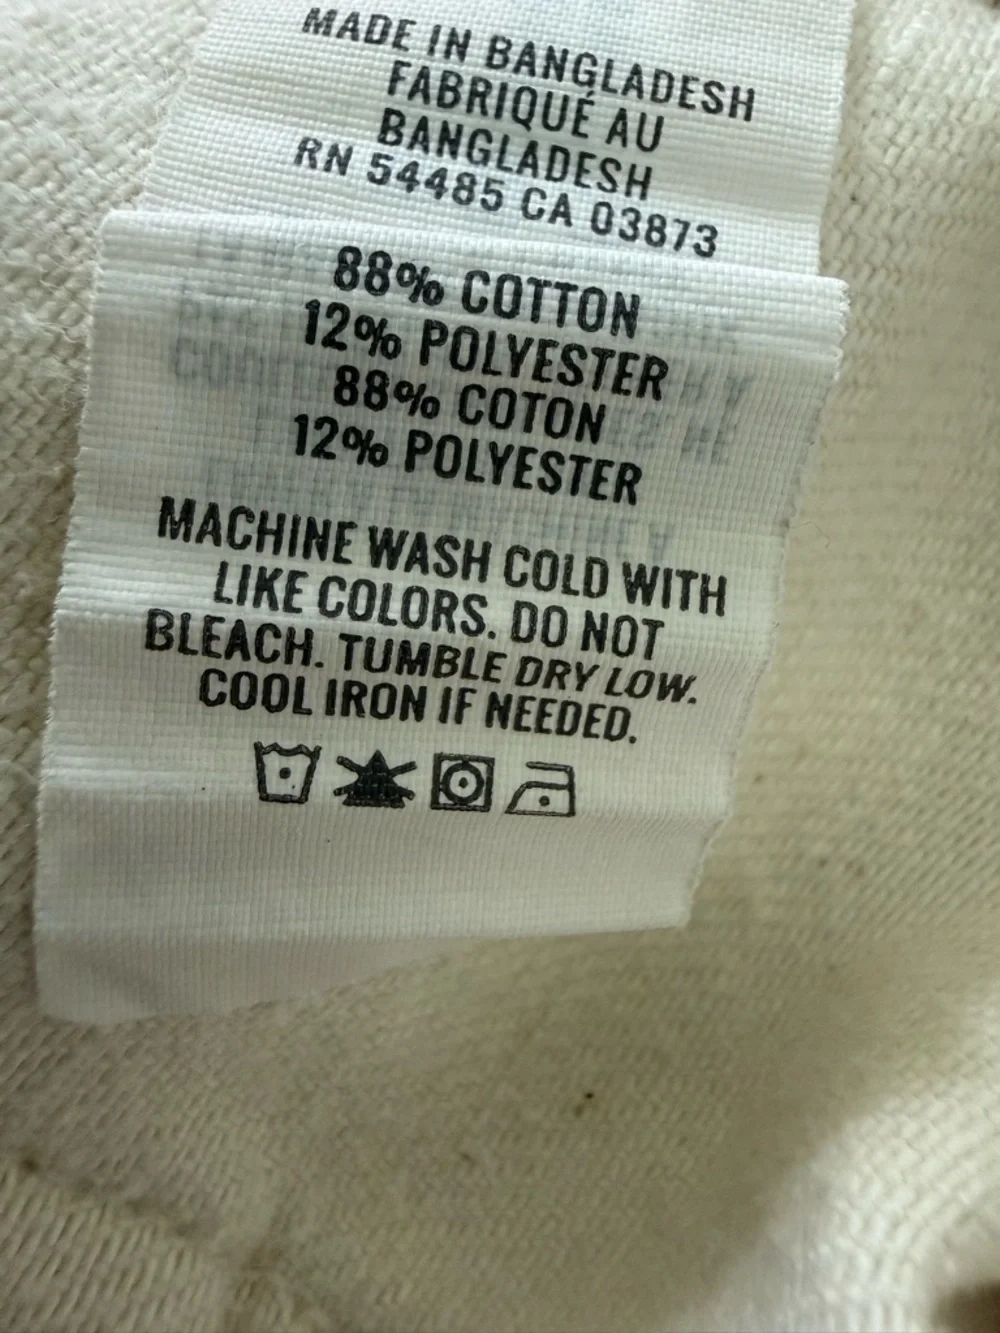 MADE IN BANGLADESH
FABRIQUÉ AU
BANGLADESH
RN 54485 CA 03873
88% COTTON
12% POLYESTER
88% COTON
12% POLYESTER
MACHINE WASH COLD WITH
LIKE COLORS. DO NOT
BLEACH. TUMBLE DRY LOW.
COOL IRON IF NEEDED.